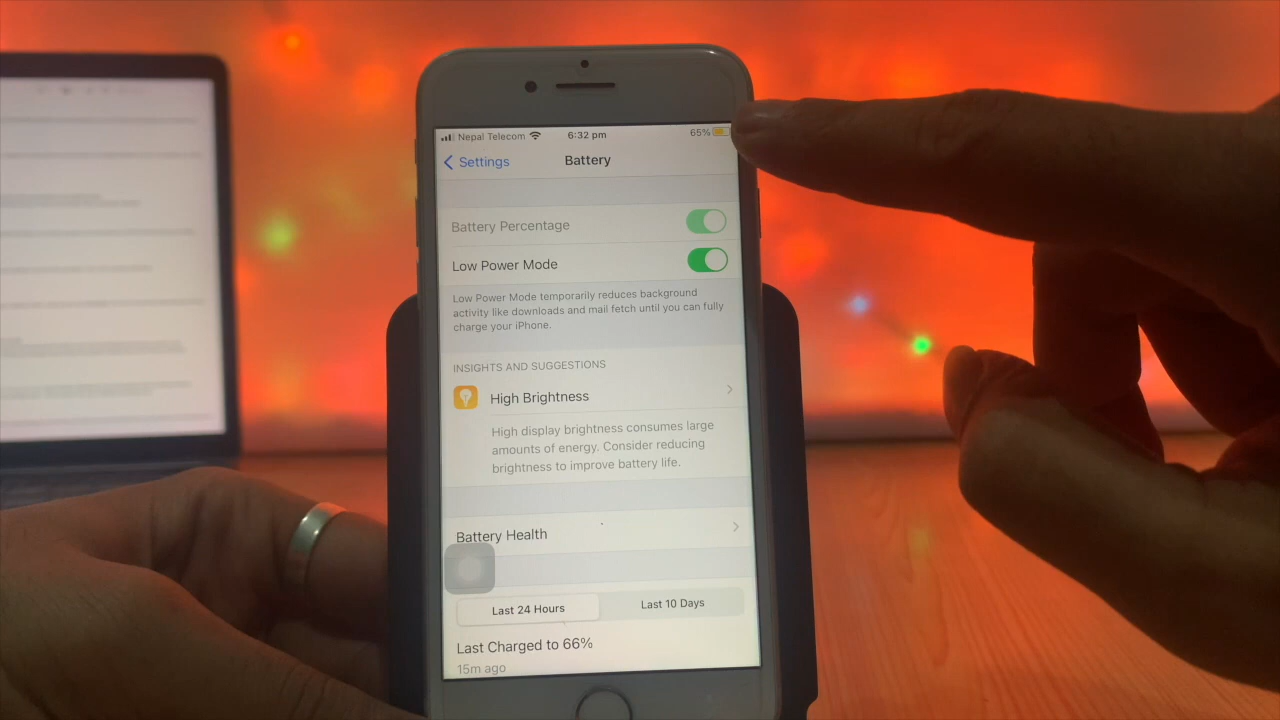 Nepal Telecom 6:32 pm 65%
Settings Battery
Battery Percentage
Low Power Mode
Low Power Mode temporarily reduces background
activity like downloads and mail fetch until you can fully
charge your iPhone.
INSIGHTS AND SUGGESTIONS
High Brightness
High display brightness consumes large
amounts of energy. Consider reducing
brightness to improve battery life.
Battery Health
Last 24 Hours Last 10 Days
Last Charged to 66%
15m ago